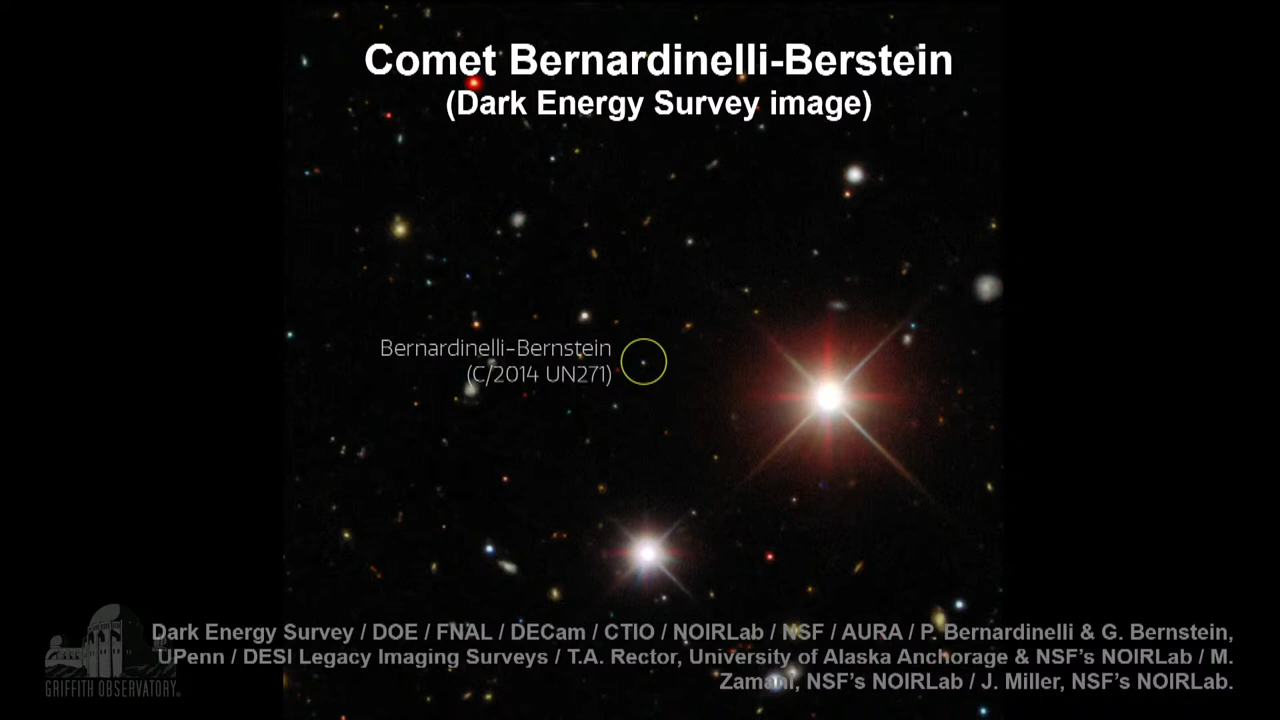 Comet Bernardinelli-Berstein
(Dark Energy Survey image)
Bernardinelli-Bernstein
(C/2014 UN271)
Dark Energy Survey / DOE / FNAL / DECam / CTIO / NOIRLab / NSF / AURA / P. Bernardinelli & G. Bernstein,
UPenn / DESI Legacy Imaging Surveys / T.A. Rector, University of Alaska Anchorage & NSF’s NOIRLab / M.
Zamani, NSF’s NOIRLab / J. Miller, NSF’s NOIRLab.
GRIFFITH OBSERVATORY